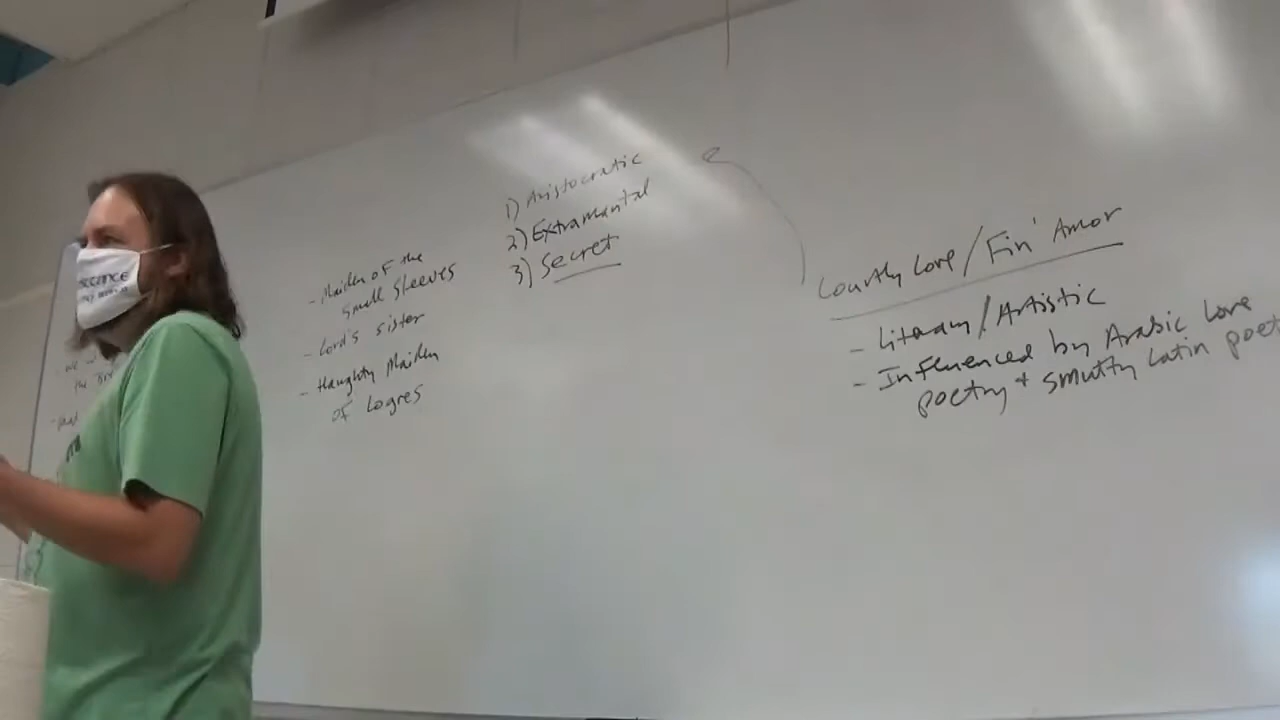 - Maiden of the
small sleeves
- Lord's sister
- Haughty Maiden
of Logres
1) Aristocratic
2) Extramarital
3) Secret
Courtly Love/Fin' Amor
- Literary/Artistic
- Influenced by Arabic Love
poetry + smutty Latin poet